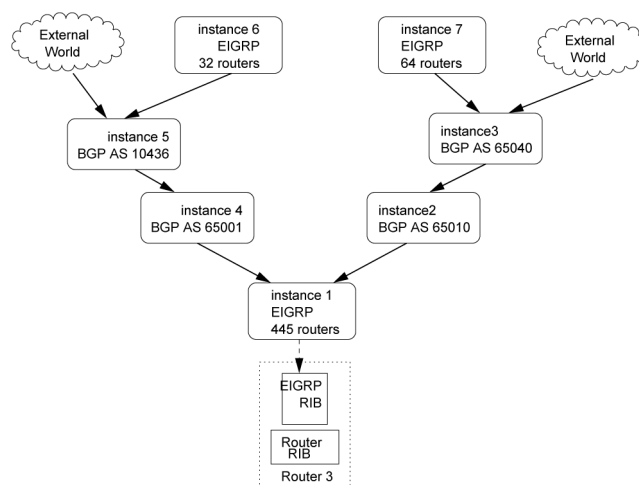 External
World
instance 6
EIGRP
32 routers
instance 7
EIGRP
64 routers
External
World
instance 5
BGP AS 10436
instance3
BGP AS 65040
instance 4
BGP AS 65001
instance2
BGP AS 65010
instance 1
EIGRP
445 routers
EIGRP
RIB
Router
RIB
Router 3